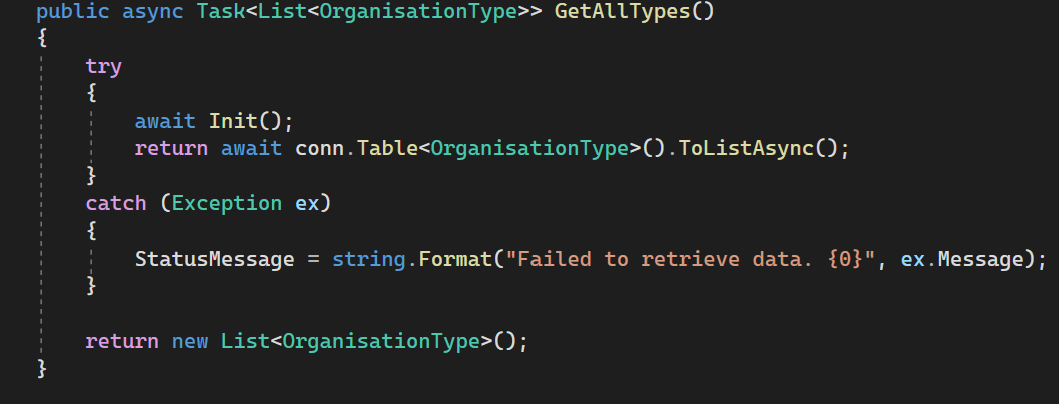 public async Task<List<OrganisationType>> GetAllTypes()
{
try
{
await Init();
return await conn.Table<OrganisationType>().ToListAsync();
}
catch (Exception ex)
{
StatusMessage = string.Format("Failed to retrieve data. {0}", ex.Message);
}
return new List<OrganisationType>();
}